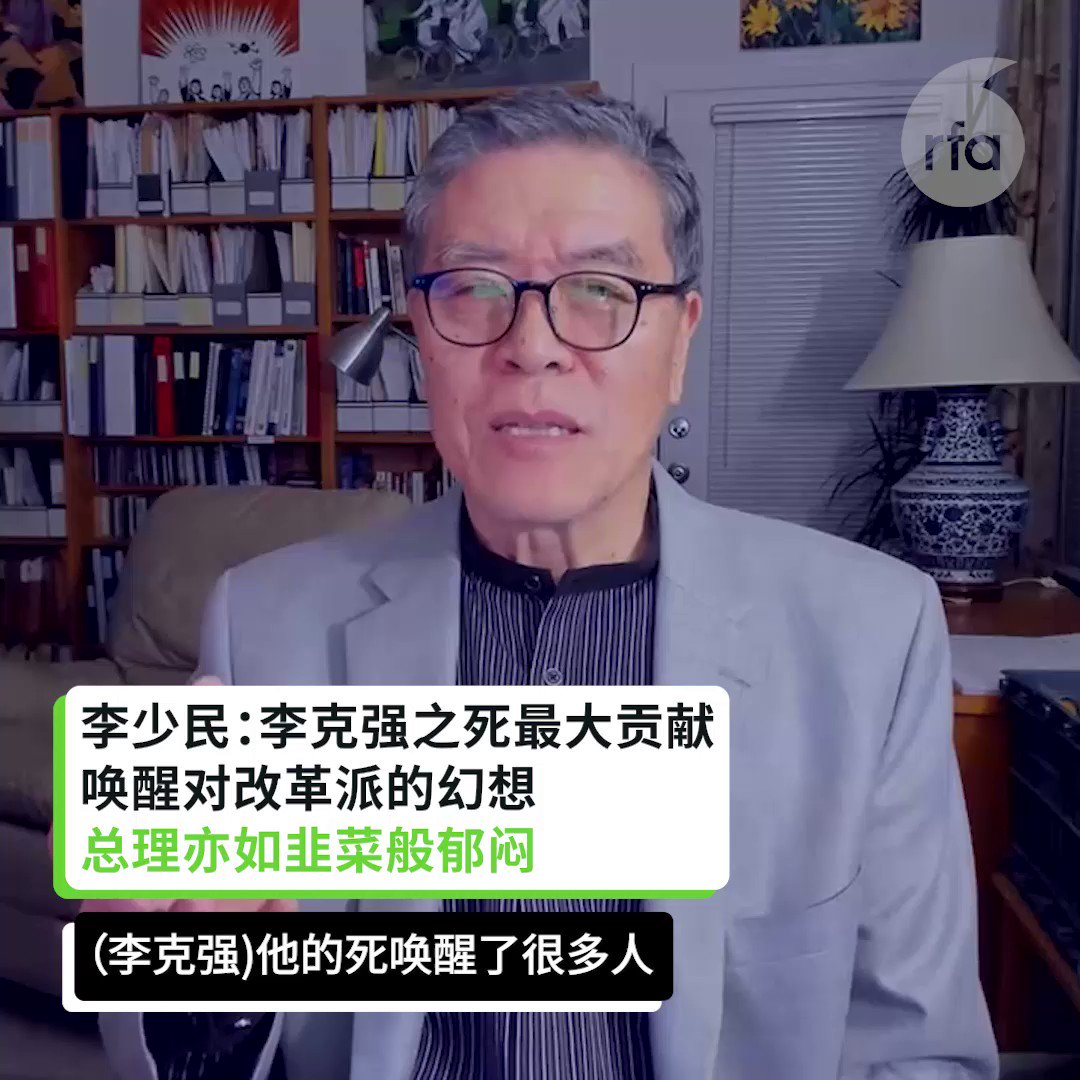 rfa
李少民：李克强之死最大贡献
唤醒对改革派的幻想
总理亦如韭菜般郁闷
(李克强)他的死唤醒了很多人